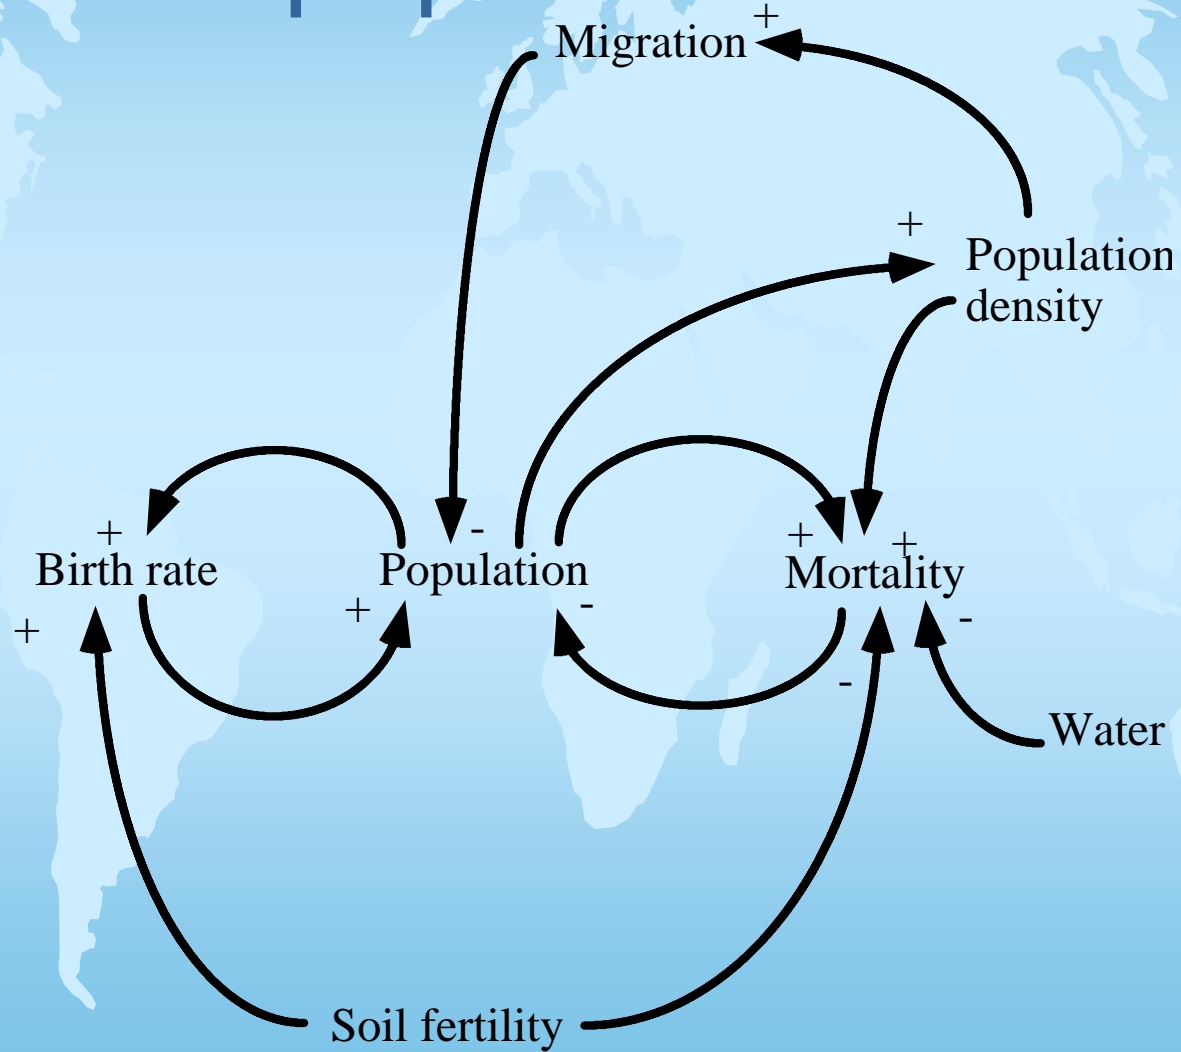 Migration
+
+
Population
density
-
+
+
+
Birth rate
Population
Mortality
+
+
-
-
-
Water
Soil fertility